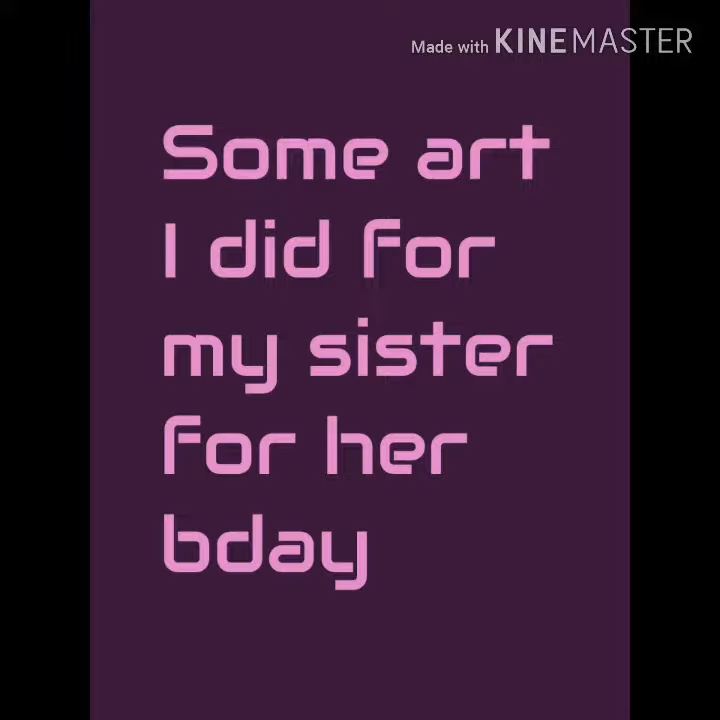 Made with KINEMASTER
Some art
I did for
my sister
for her
bday